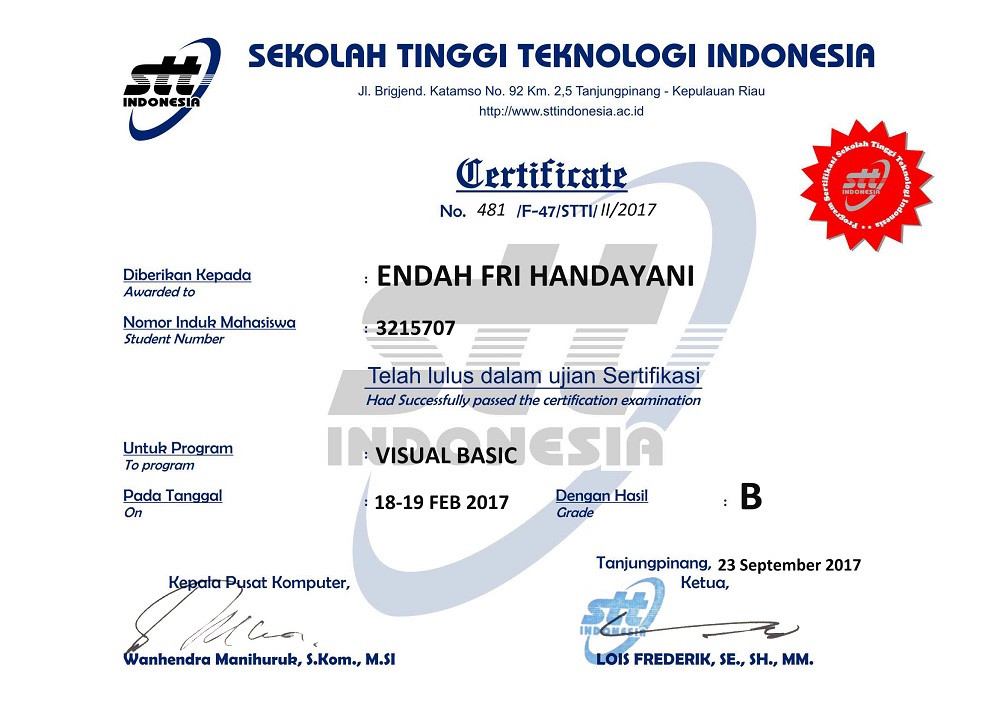 stt
INDONESIA
SEKOLAH TINGGI TEKNOLOGI INDONESIA
Jl. Brigjend. Katamso No. 92 Km. 2,5 Tanjungpinang - Kepulauan Riau
http://www.sttindonesia.ac.id
Program Sertifikasi Sekolah Tinggi Teknologi Indonesia
stt
INDONESIA
Certificate
No. 481 /F-47/STTI/ II/2017
Diberikan Kepada : ENDAH FRI HANDAYANI
Awarded to
Nomor Induk Mahasiswa : 3215707
Student Number
Telah lulus dalam ujian Sertifikasi
Had Successfully passed the certification examination
stt
INDONESIA
Untuk Program : VISUAL BASIC
To program
Pada Tanggal : 18-19 FEB 2017 Dengan Hasil : B
On Grade
Tanjungpinang, 23 September 2017
Kepala Pusat Komputer, Ketua,
stt
INDONESIA
Wanhendra Manihuruk, S.Kom., M.SI LOIS FREDERIK, SE., SH., MM.